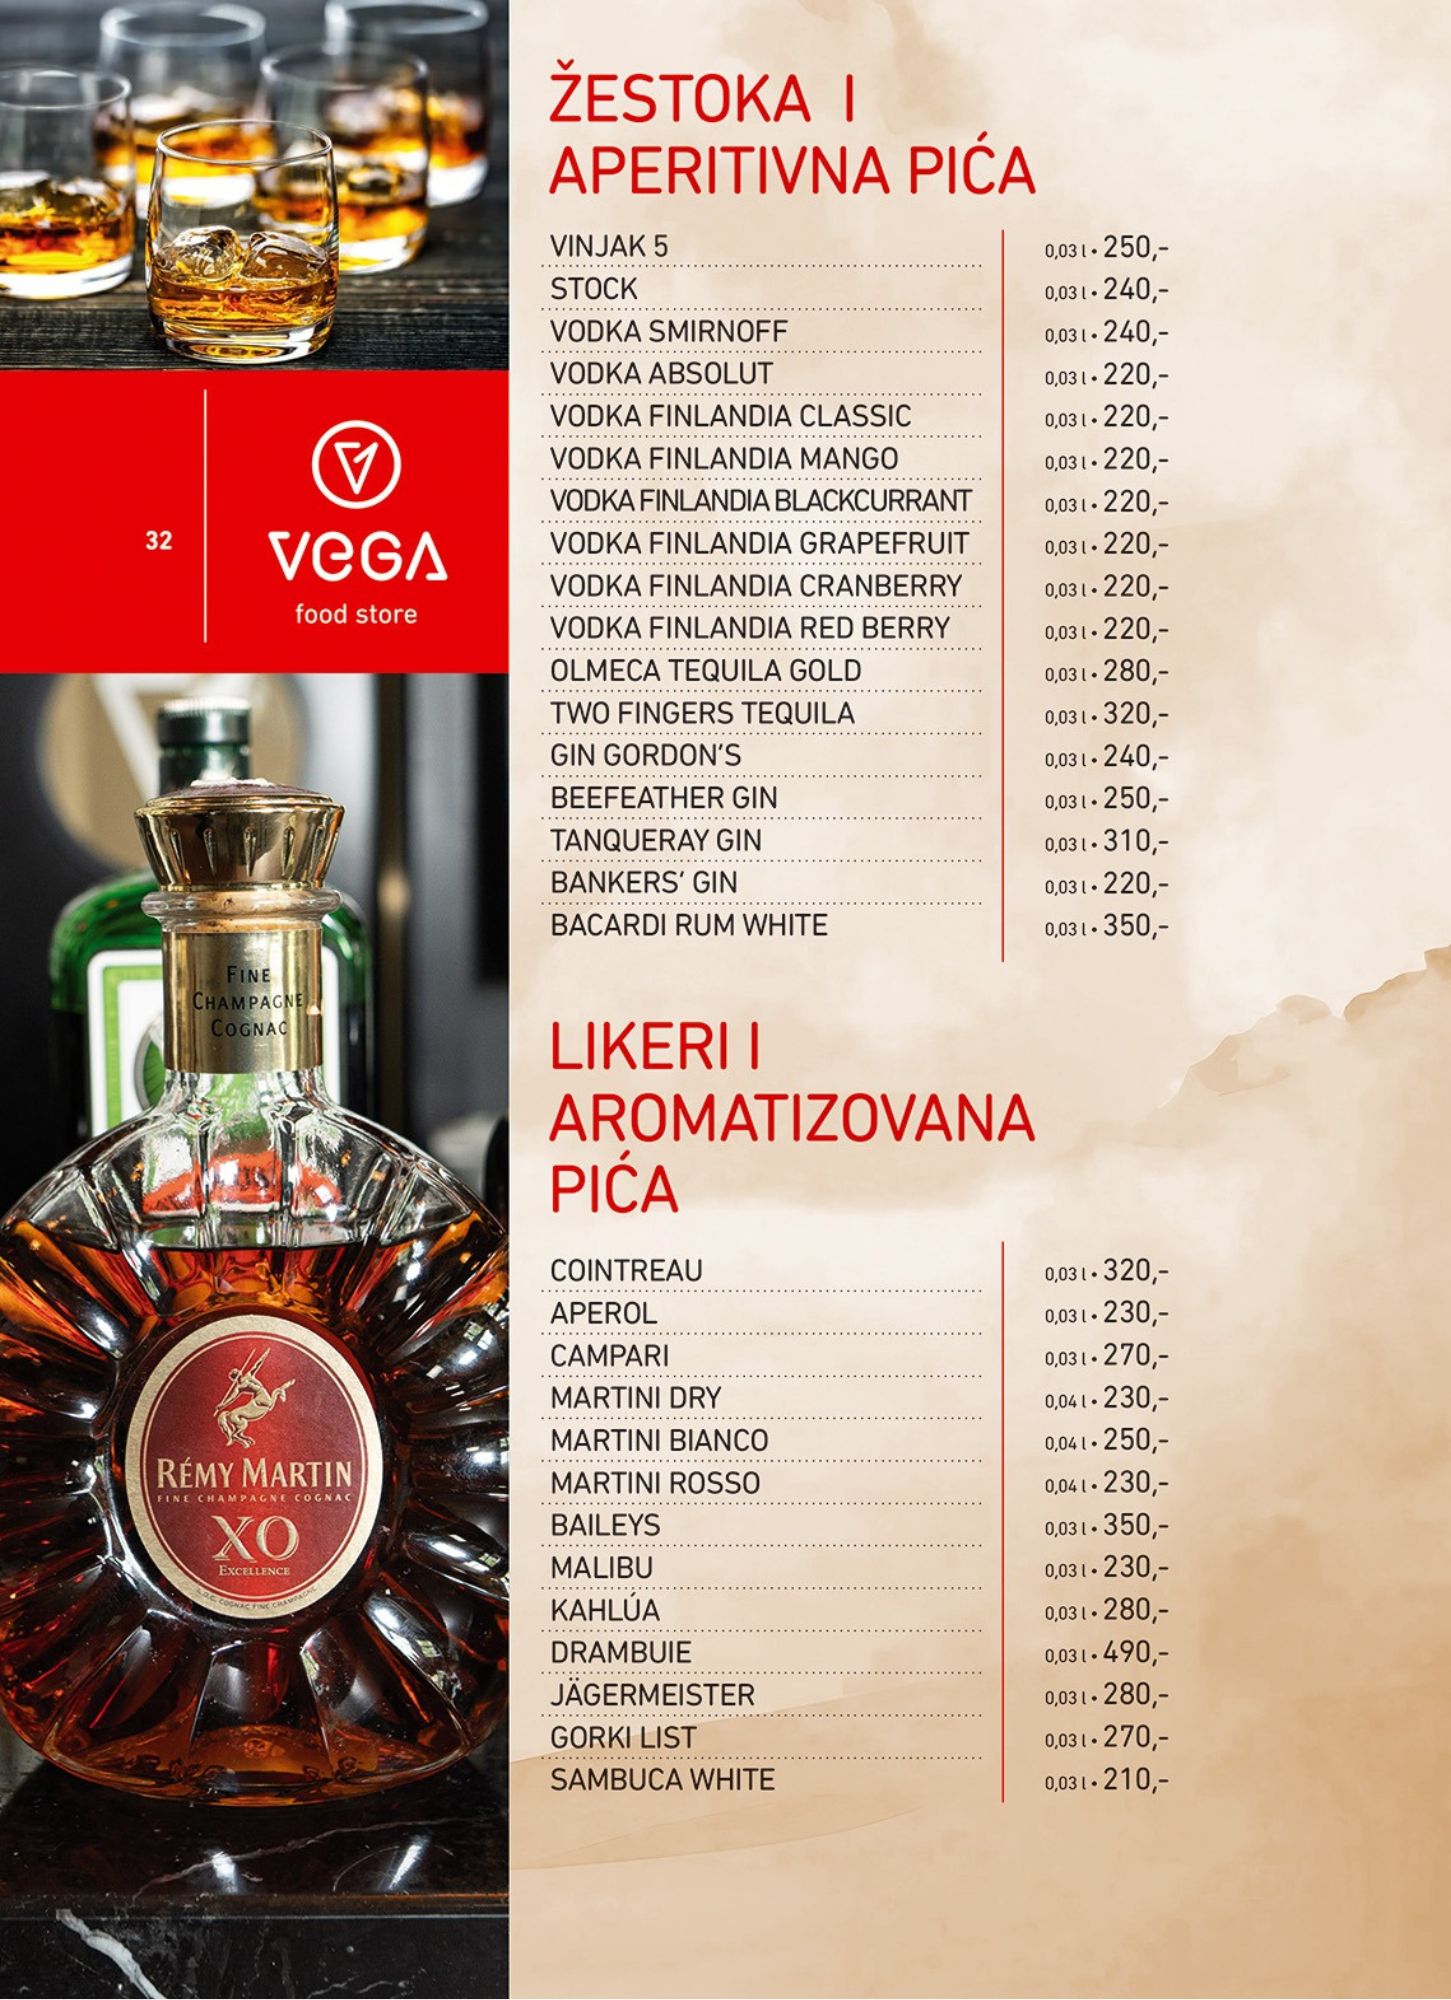 ŽESTOKA I
APERITIVNA PIĆA
VINJAK 5 0,03 l • 250,-
STOCK 0,03 l • 240,-
VODKA SMIRNOFF 0,03 l • 240,-
VODKA ABSOLUT 0,03 l • 220,-
VODKA FINLANDIA CLASSIC 0,03 l • 220,-
VODKA FINLANDIA MANGO 0,03 l • 220,-
VODKA FINLANDIA BLACKCURRANT 0,03 l • 220,-
VODKA FINLANDIA GRAPEFRUIT 0,03 l • 220,-
VODKA FINLANDIA CRANBERRY 0,03 l • 220,-
VODKA FINLANDIA RED BERRY 0,03 l • 220,-
OLMECA TEQUILA GOLD 0,03 l • 280,-
TWO FINGERS TEQUILA 0,03 l • 320,-
GIN GORDON’S 0,03 l • 240,-
BEEFEATHER GIN 0,03 l • 250,-
TANQUERAY GIN 0,03 l • 310,-
BANKERS’ GIN 0,03 l • 220,-
BACARDI RUM WHITE 0,03 l • 350,-
LIKERI I
AROMATIZOVANA
PIĆA
COINTREAU 0,03 l • 320,-
APEROL 0,03 l • 230,-
CAMPARI 0,03 l • 270,-
MARTINI DRY 0,04 l • 230,-
MARTINI BIANCO 0,04 l • 250,-
MARTINI ROSSO 0,04 l • 230,-
BAILEYS 0,03 l • 350,-
MALIBU 0,03 l • 230,-
KAHLÚA 0,03 l • 280,-
DRAMBUIE 0,03 l • 490,-
JÄGERMEISTER 0,03 l • 280,-
GORKI LIST 0,03 l • 270,-
SAMBUCA WHITE 0,03 l • 210,-
32
VEGA
food store
FINE
CHAMPAGNE
COGNAC
RÉMY MARTIN
FINE CHAMPAGNE COGNAC
XO
EXCELLENCE
COGNAC FINE CHAMPAGNE